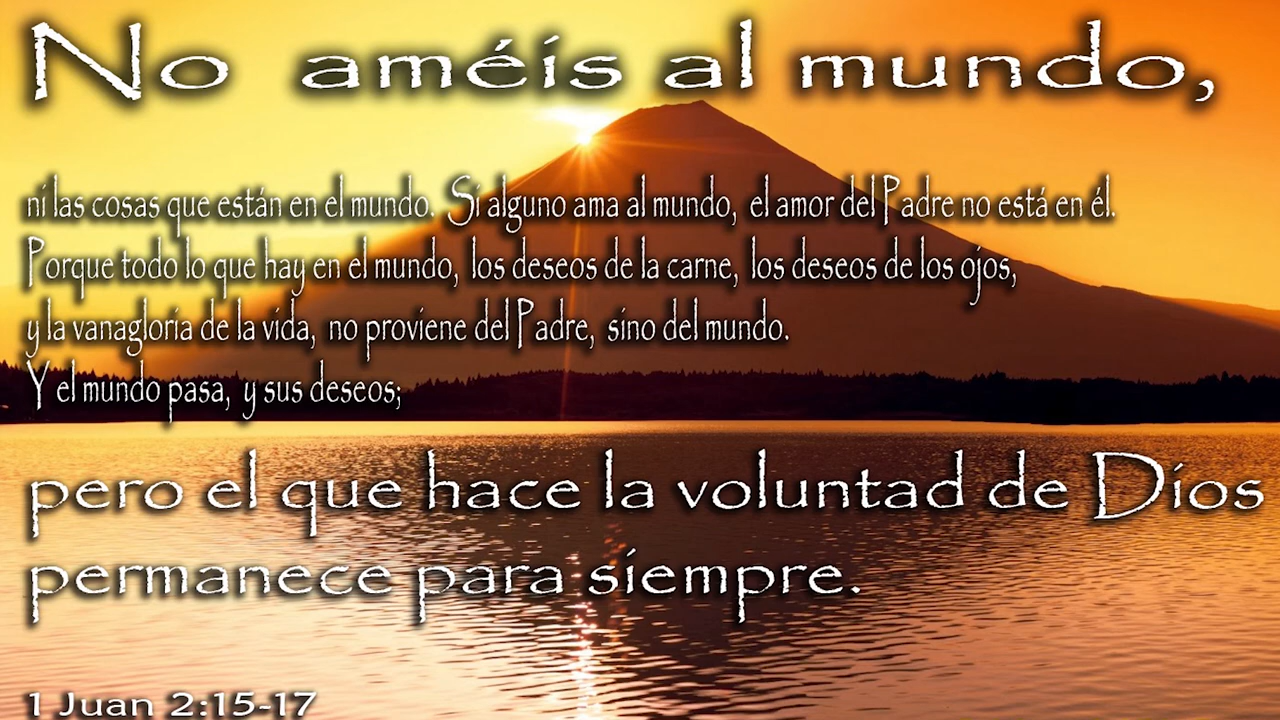 No améis al mundo,
ni las cosas que están en el mundo. Si alguno ama al mundo, el amor del Padre no está en él.
Porque todo lo que hay en el mundo, los deseos de la carne, los deseos de los ojos,
y la vanagloria de la vida, no proviene del Padre, sino del mundo.
Y el mundo pasa, y sus deseos;
pero el que hace la voluntad de Dios
permanece para siempre.
1 Juan 2:15-17